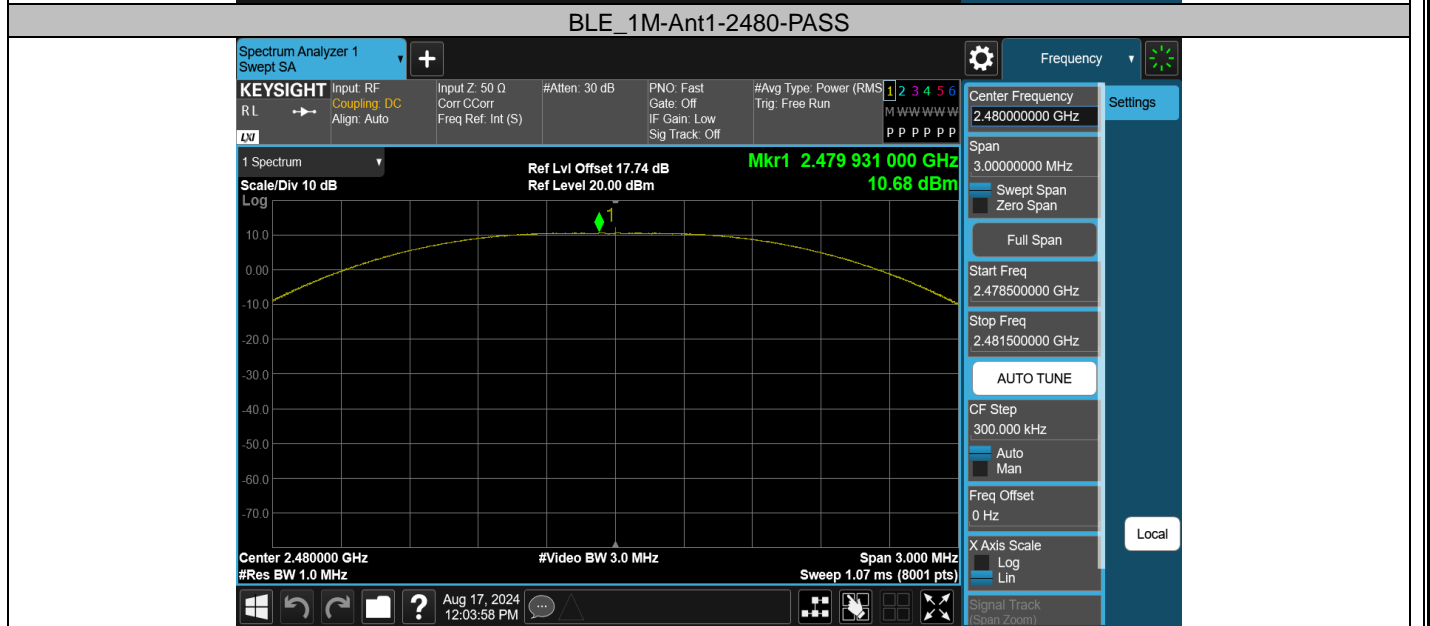 BLE_1M-Ant1-2480-PASS
Spectrum Analyzer 1
Swept SA
+
Frequency
KEYSIGHT
R L
LXI
Input: RF
Coupling: DC
Align: Auto
Input Z: 50 Ω
Corr CCorr
Freq Ref: Int (S)
#Atten: 30 dB
PNO: Fast
Gate: Off
IF Gain: Low
Sig Track: Off
#Avg Type: Power (RMS
Trig: Free Run
1 2 3 4 5 6
M W W W W W
P P P P P P
1 Spectrum
Scale/Div 10 dB
Log
Ref Lvl Offset 17.74 dB
Ref Level 20.00 dBm
Mkr1 2.479 931 000 GHz
10.68 dBm
1
10.0
0.00
-10.0
-20.0
-30.0
-40.0
-50.0
-60.0
-70.0
Center 2.480000 GHz
#Res BW 1.0 MHz
#Video BW 3.0 MHz
Span 3.000 MHz
Sweep 1.07 ms (8001 pts)
Center Frequency
2.480000000 GHz
Settings
Span
3.00000000 MHz
Swept Span
Zero Span
Full Span
Start Freq
2.478500000 GHz
Stop Freq
2.481500000 GHz
AUTO TUNE
CF Step
300.000 kHz
Auto
Man
Freq Offset
0 Hz
X Axis Scale
Log
Lin
Local
Signal Track
(Span Zoom)
?
Aug 17, 2024
12:03:58 PM